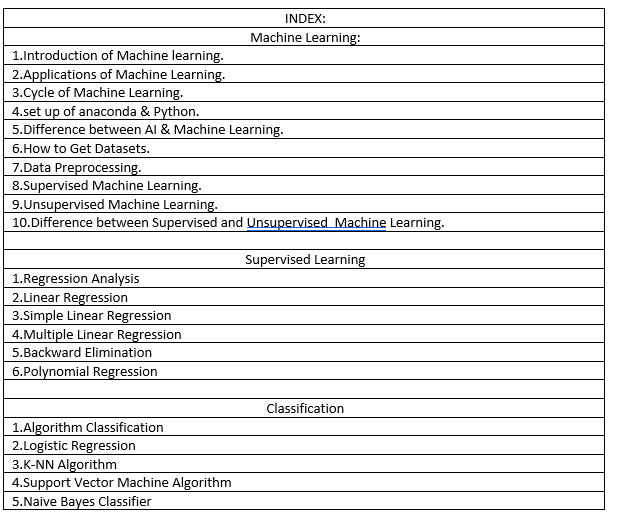 INDEX:
Machine Learning:
1.Introduction of Machine learning.
2.Applications of Machine Learning.
3.Cycle of Machine Learning.
4.set up of anaconda & Python.
5.Difference between AI & Machine Learning.
6.How to Get Datasets.
7.Data Preprocessing.
8.Supervised Machine Learning.
9.Unsupervised Machine Learning.
10.Difference between Supervised and Unsupervised  Machine Learning.
Supervised Learning
1.Regression Analysis
2.Linear Regression
3.Simple Linear Regression
4.Multiple Linear Regression
5.Backward Elimination
6.Polynomial Regression
Classification
1.Algorithm Classification
2.Logistic Regression
3.K-NN Algorithm
4.Support Vector Machine Algorithm
5.Naive Bayes Classifier